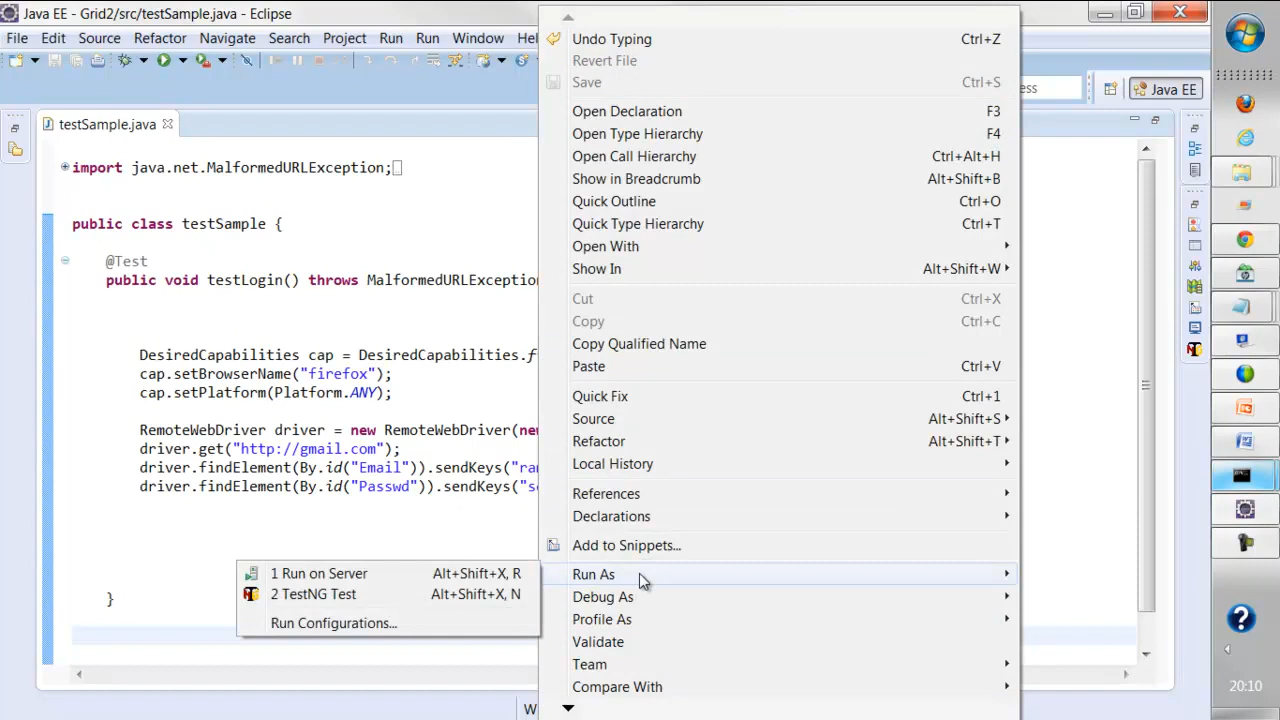 Java EE - Grid2/src/testSample.java - Eclipse
File Edit Source Refactor Navigate Search Project Run Run Window Hel
ess
Java EE
testSample.java
import java.net.MalformedURLException;
public class testSample {
@Test
public void testLogin() throws MalformedURLException
DesiredCapabilities cap = DesiredCapabilities.f
cap.setBrowserName("firefox");
cap.setPlatform(Platform.ANY);
RemoteWebDriver driver = new RemoteWebDriver(new
driver.get("http://gmail.com");
driver.findElement(By.id("Email")).sendKeys("ra
driver.findElement(By.id("Passwd")).sendKeys("s
}
Undo Typing Ctrl+Z
Revert File
Save Ctrl+S
Open Declaration F3
Open Type Hierarchy F4
Open Call Hierarchy Ctrl+Alt+H
Show in Breadcrumb Alt+Shift+B
Quick Outline Ctrl+O
Quick Type Hierarchy Ctrl+T
Open With
Show In Alt+Shift+W
Cut Ctrl+X
Copy Ctrl+C
Copy Qualified Name
Paste Ctrl+V
Quick Fix Ctrl+1
Source Alt+Shift+S
Refactor Alt+Shift+T
Local History
References
Declarations
Add to Snippets...
Run As
Debug As
Profile As
Validate
Team
Compare With
1 Run on Server Alt+Shift+X, R
2 TestNG Test Alt+Shift+X, N
Run Configurations...
W
20:10